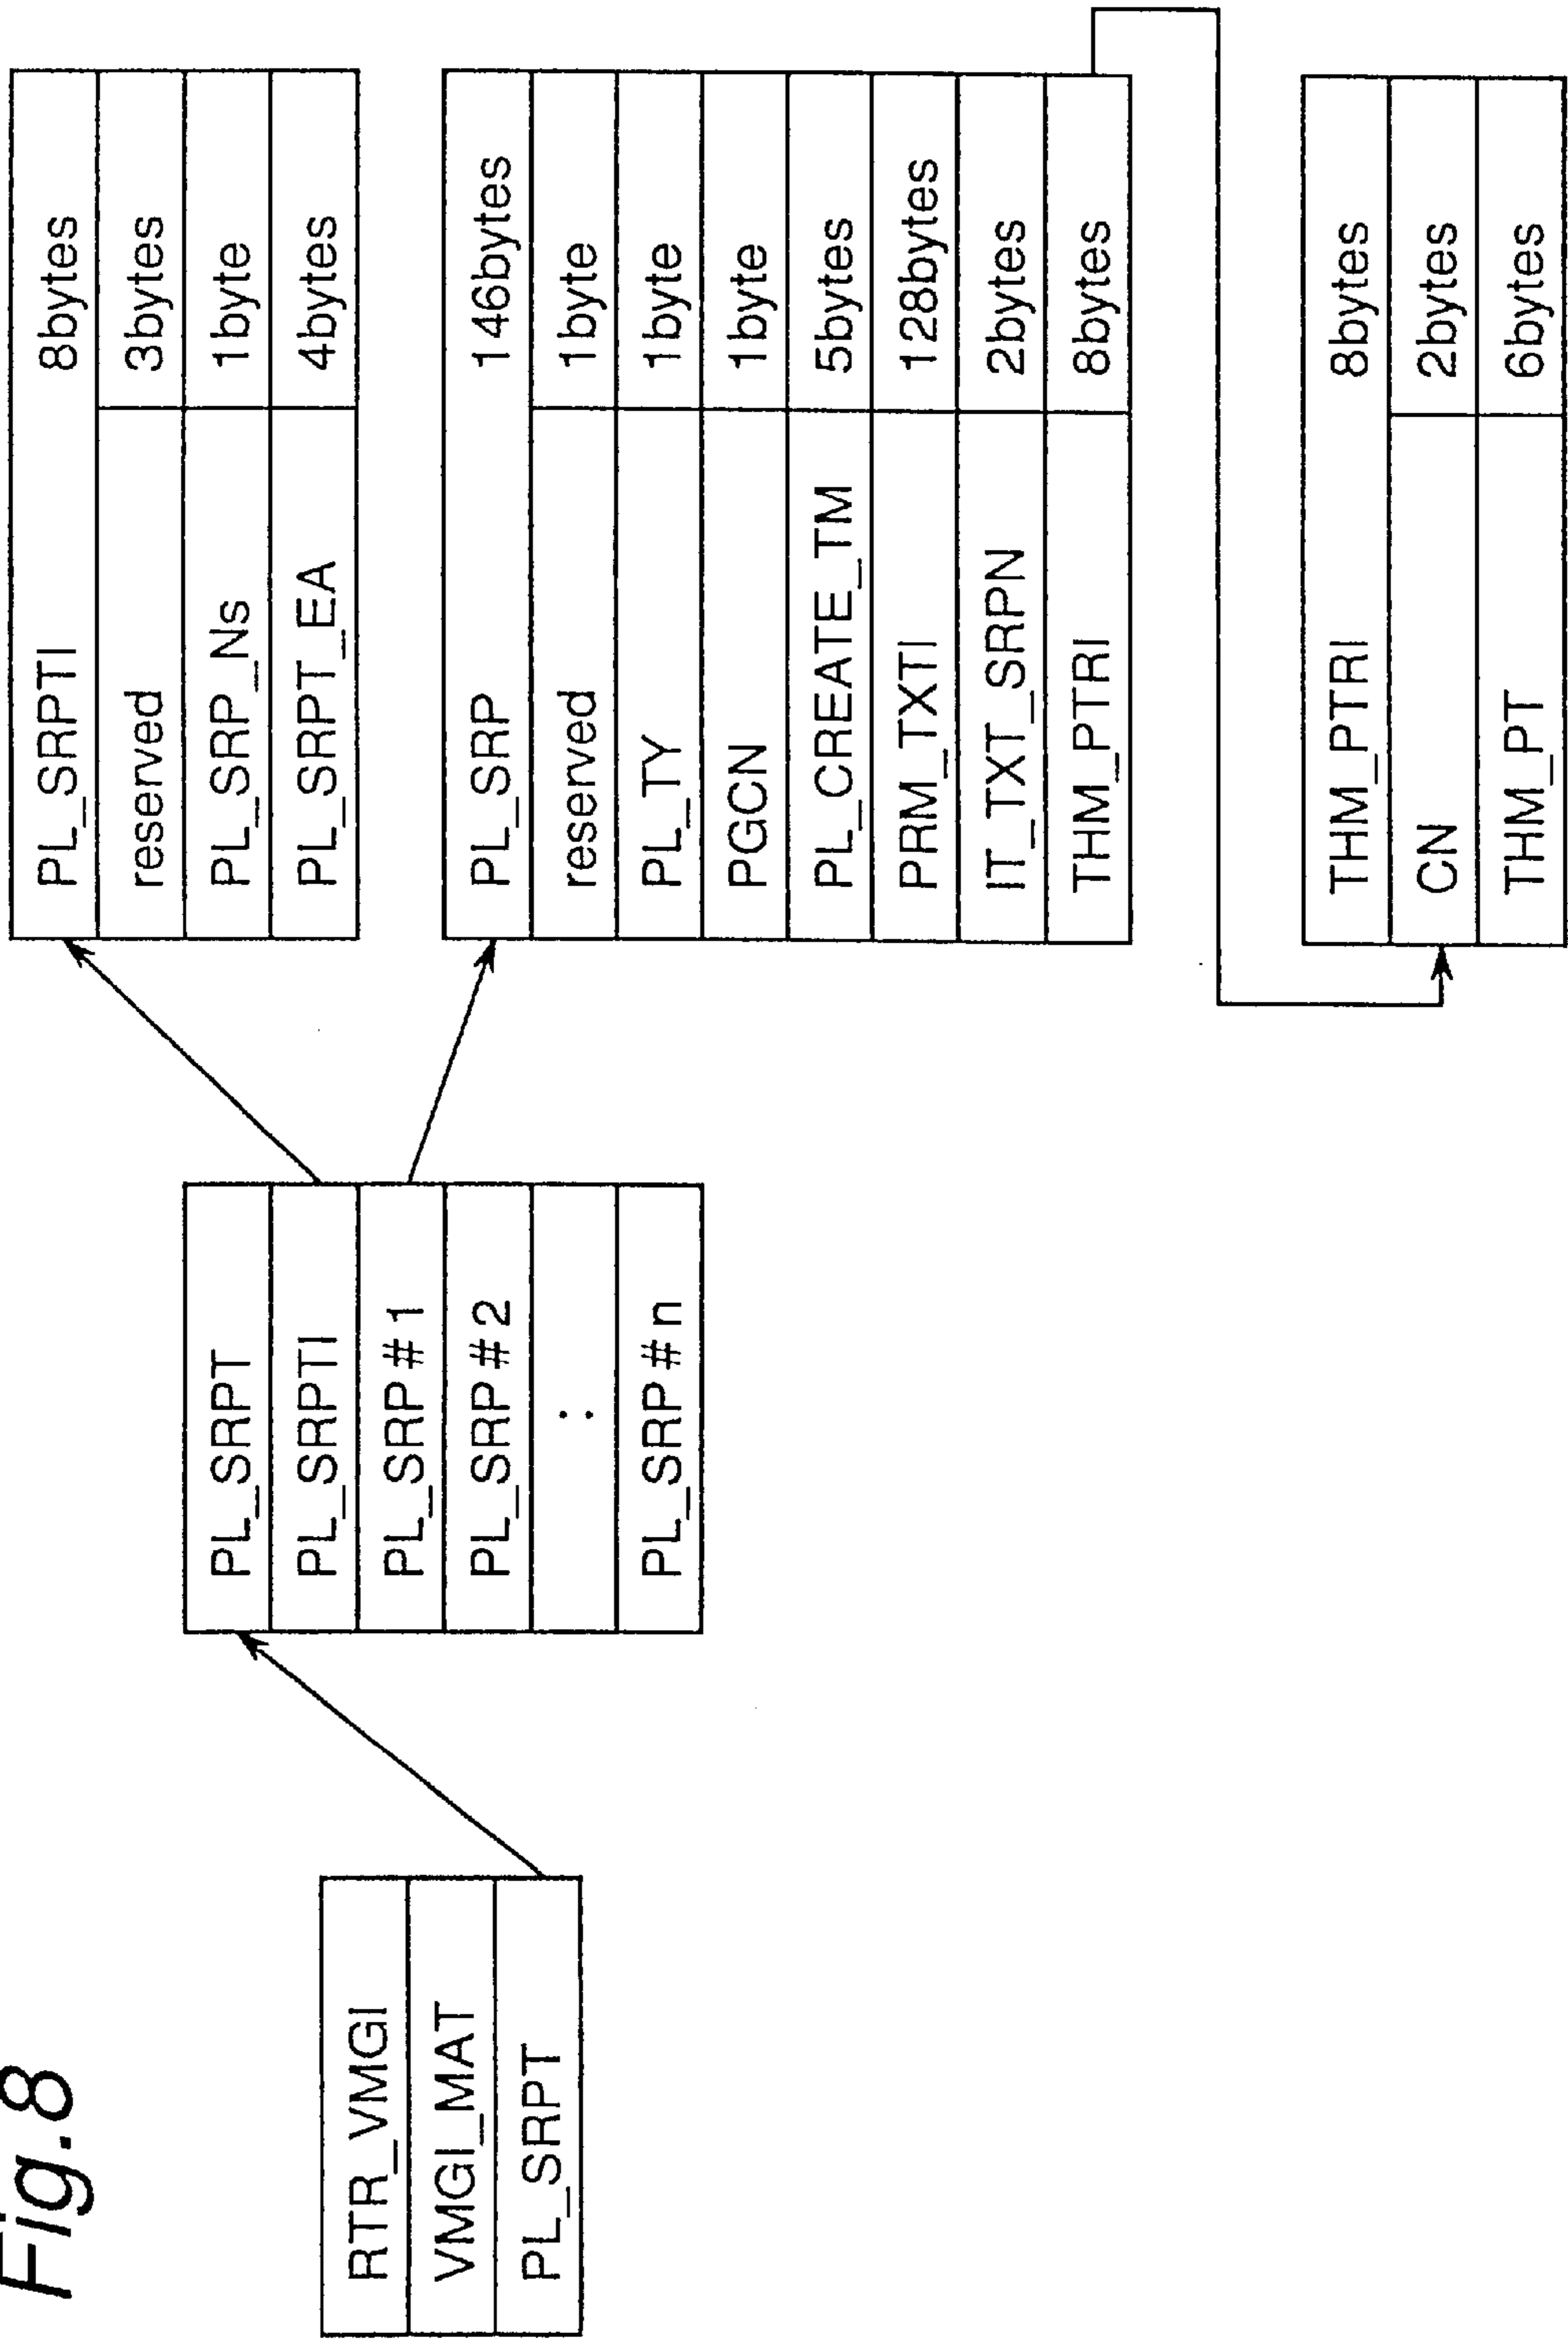 Fig.8
RTR_VMGI
VMGI_MAT
PL_SRPT
PL_SRPT
PL_SRPTI
PL_SRP#1
PL_SRP#2
:
PL_SRP#n
PL_SRPTI 8bytes
reserved 3bytes
PL_SRP_Ns 1byte
PL_SRPT_EA 4bytes
PL_SRP 146bytes
reserved 1byte
PL_TY 1byte
PGCN 1byte
PL_CREATE_TM 5bytes
PRM_TXTI 128bytes
IT_TXT_SRPN 2bytes
THM_PTRI 8bytes
THM_PTRI 8bytes
CN 2bytes
THM_PT 6bytes